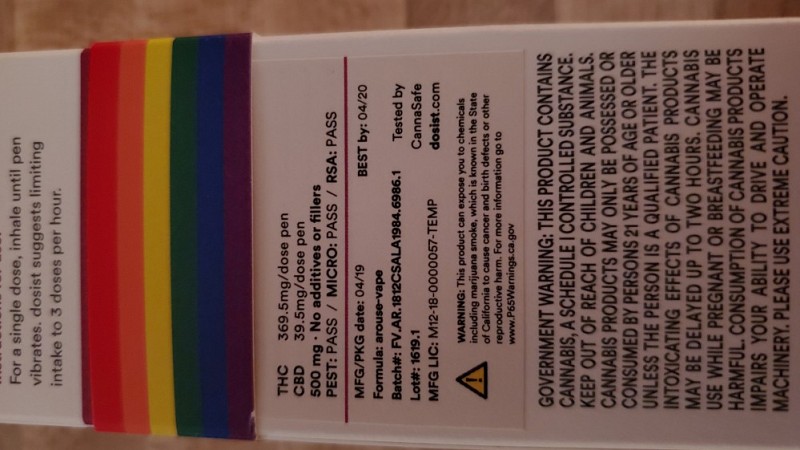 For a single dose, inhale until pen
vibrates. dosist suggests limiting
intake to 3 doses per hour.
THC 369.5mg/dose pen
CBD 39.5mg/dose pen
500 mg · No additives or fillers
PEST: PASS / MICRO: PASS / RSA: PASS
MFG/PKG date: 04/19 BEST by: 04/20
Formula: arouse-vape
Batch#: FV.AR.1812CSALA1984.6986.1 Tested by
Lot#: 1619.1 CannaSafe
MFG LIC: M12-18-0000057-TEMP dosist.com
WARNING: This product can expose you to chemicals
including marijuana smoke, which is known in the State
of California to cause cancer and birth defects or other
reproductive harm. For more information go to
www.P65Warnings.ca.gov
GOVERNMENT WARNING: THIS PRODUCT CONTAINS
CANNABIS, A SCHEDULE I CONTROLLED SUBSTANCE.
KEEP OUT OF REACH OF CHILDREN AND ANIMALS.
CANNABIS PRODUCTS MAY ONLY BE POSSESSED OR
CONSUMED BY PERSONS 21 YEARS OF AGE OR OLDER
UNLESS THE PERSON IS A QUALIFIED PATIENT. THE
INTOXICATING EFFECTS OF CANNABIS PRODUCTS
MAY BE DELAYED UP TO TWO HOURS. CANNABIS
USE WHILE PREGNANT OR BREASTFEEDING MAY BE
HARMFUL. CONSUMPTION OF CANNABIS PRODUCTS
IMPAIRS YOUR ABILITY TO DRIVE AND OPERATE
MACHINERY. PLEASE USE EXTREME CAUTION.